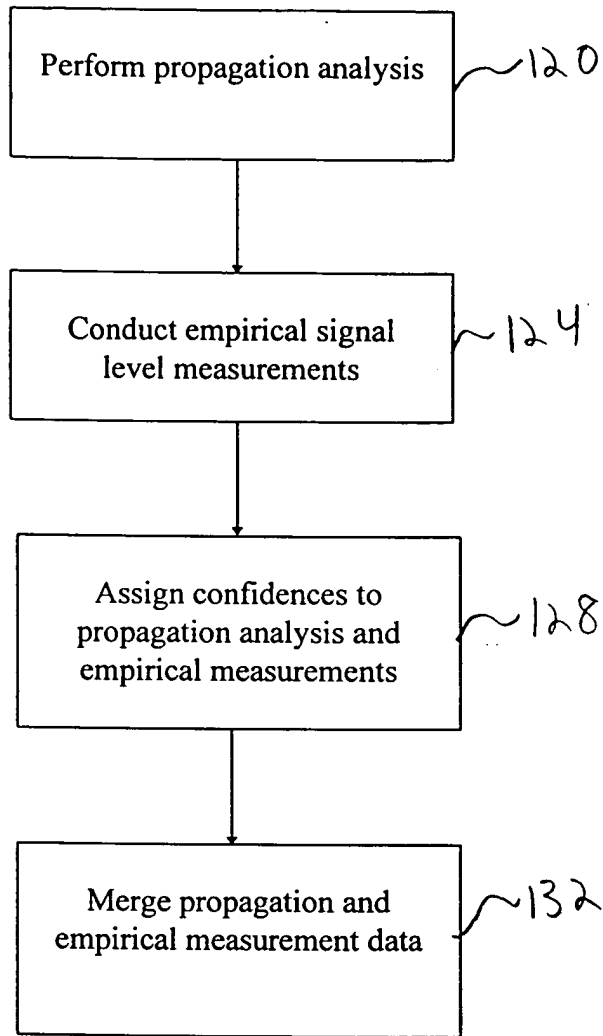 Perform propagation analysis
120
Conduct empirical signal
level measurements
124
Assign confidences to
propagation analysis and
empirical measurements
128
Merge propagation and
empirical measurement data
132